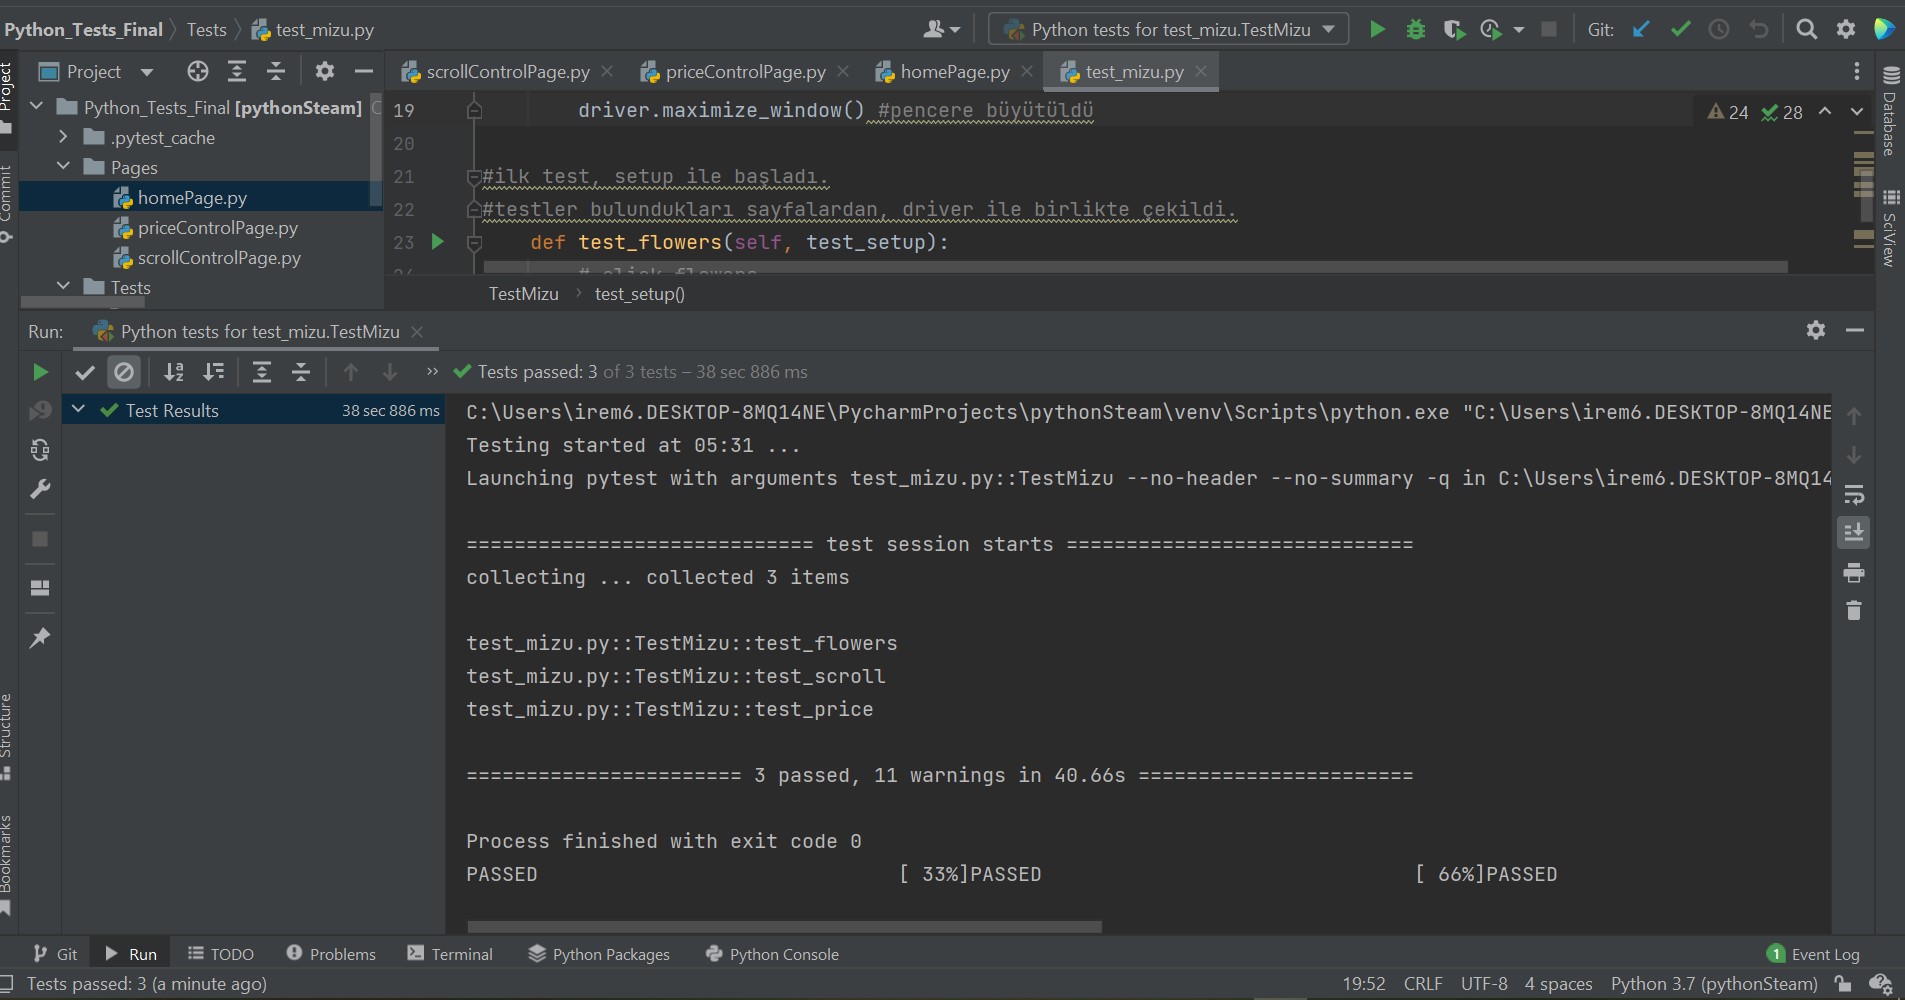 Python_Tests_Final Tests test_mizu.py
Python tests for test_mizu.TestMizu Git:
Project
scrollControlPage.py priceControlPage.py homePage.py test_mizu.py
Project
Commit
Structure
Bookmarks
Python_Tests_Final [pythonSteam] C
.pytest_cache
Pages
homePage.py
priceControlPage.py
scrollControlPage.py
Tests
19 driver.maximize_window() #pencere büyütüldü
24 28
20
21 #ilk test, setup ile başladı.
22 #testler bulundukları sayfalardan, driver ile birlikte çekildi.
23 def test_flowers(self, test_setup):
24 # click flowers
TestMizu test_setup()
Database
SciView
Run: Python tests for test_mizu.TestMizu
Tests passed: 3 of 3 tests – 38 sec 886 ms
Test Results 38 sec 886 ms
C:\Users\irem6.DESKTOP-8MQ14NE\PycharmProjects\pythonSteam\venv\Scripts\python.exe "C:\Users\irem6.DESKTOP-8MQ14NE
Testing started at 05:31 ...
Launching pytest with arguments test_mizu.py::TestMizu --no-header --no-summary -q in C:\Users\irem6.DESKTOP-8MQ14
============================= test session starts =============================
collecting ... collected 3 items
test_mizu.py::TestMizu::test_flowers
test_mizu.py::TestMizu::test_scroll
test_mizu.py::TestMizu::test_price
======================= 3 passed, 11 warnings in 40.66s =======================
Process finished with exit code 0
PASSED [ 33%]PASSED [ 66%]PASSED
Git Run TODO Problems Terminal Python Packages Python Console 1 Event Log
Tests passed: 3 (a minute ago) 19:52 CRLF UTF-8 4 spaces Python 3.7 (pythonSteam)